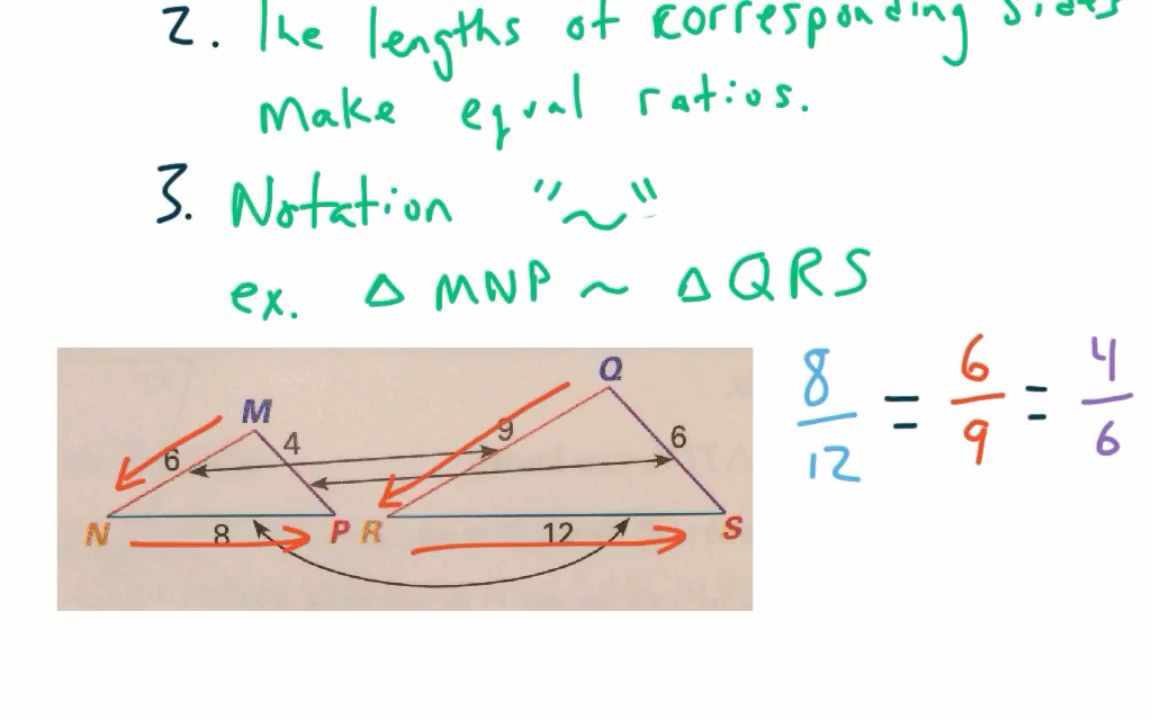 2. The lengths of corresponding sides
Make equal ratios.
3. Notation "~"
ex. △ MNP ~ △ QRS
8/12 = 6/9 = 4/6
Q
M
4
9
6
6
N
8
P
R
12
S